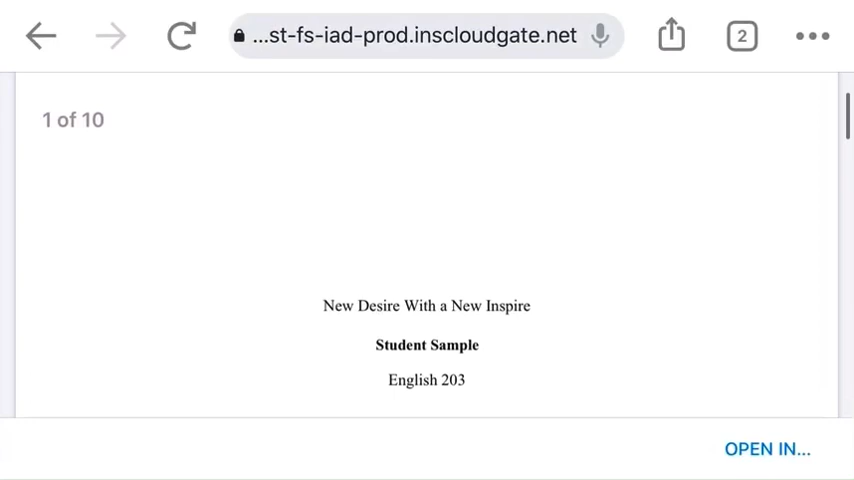 ...st-fs-iad-prod.inscloudgate.net
2
1 of 10
New Desire With a New Inspire
Student Sample
English 203
OPEN IN...